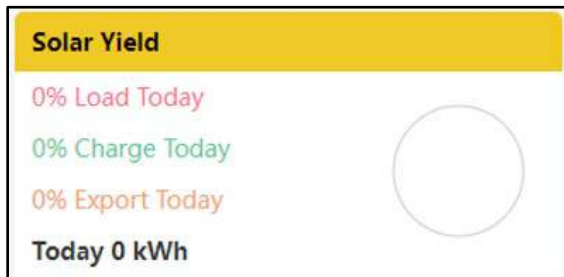 Solar Yield
0% Load Today
0% Charge Today
0% Export Today
Today 0 kWh